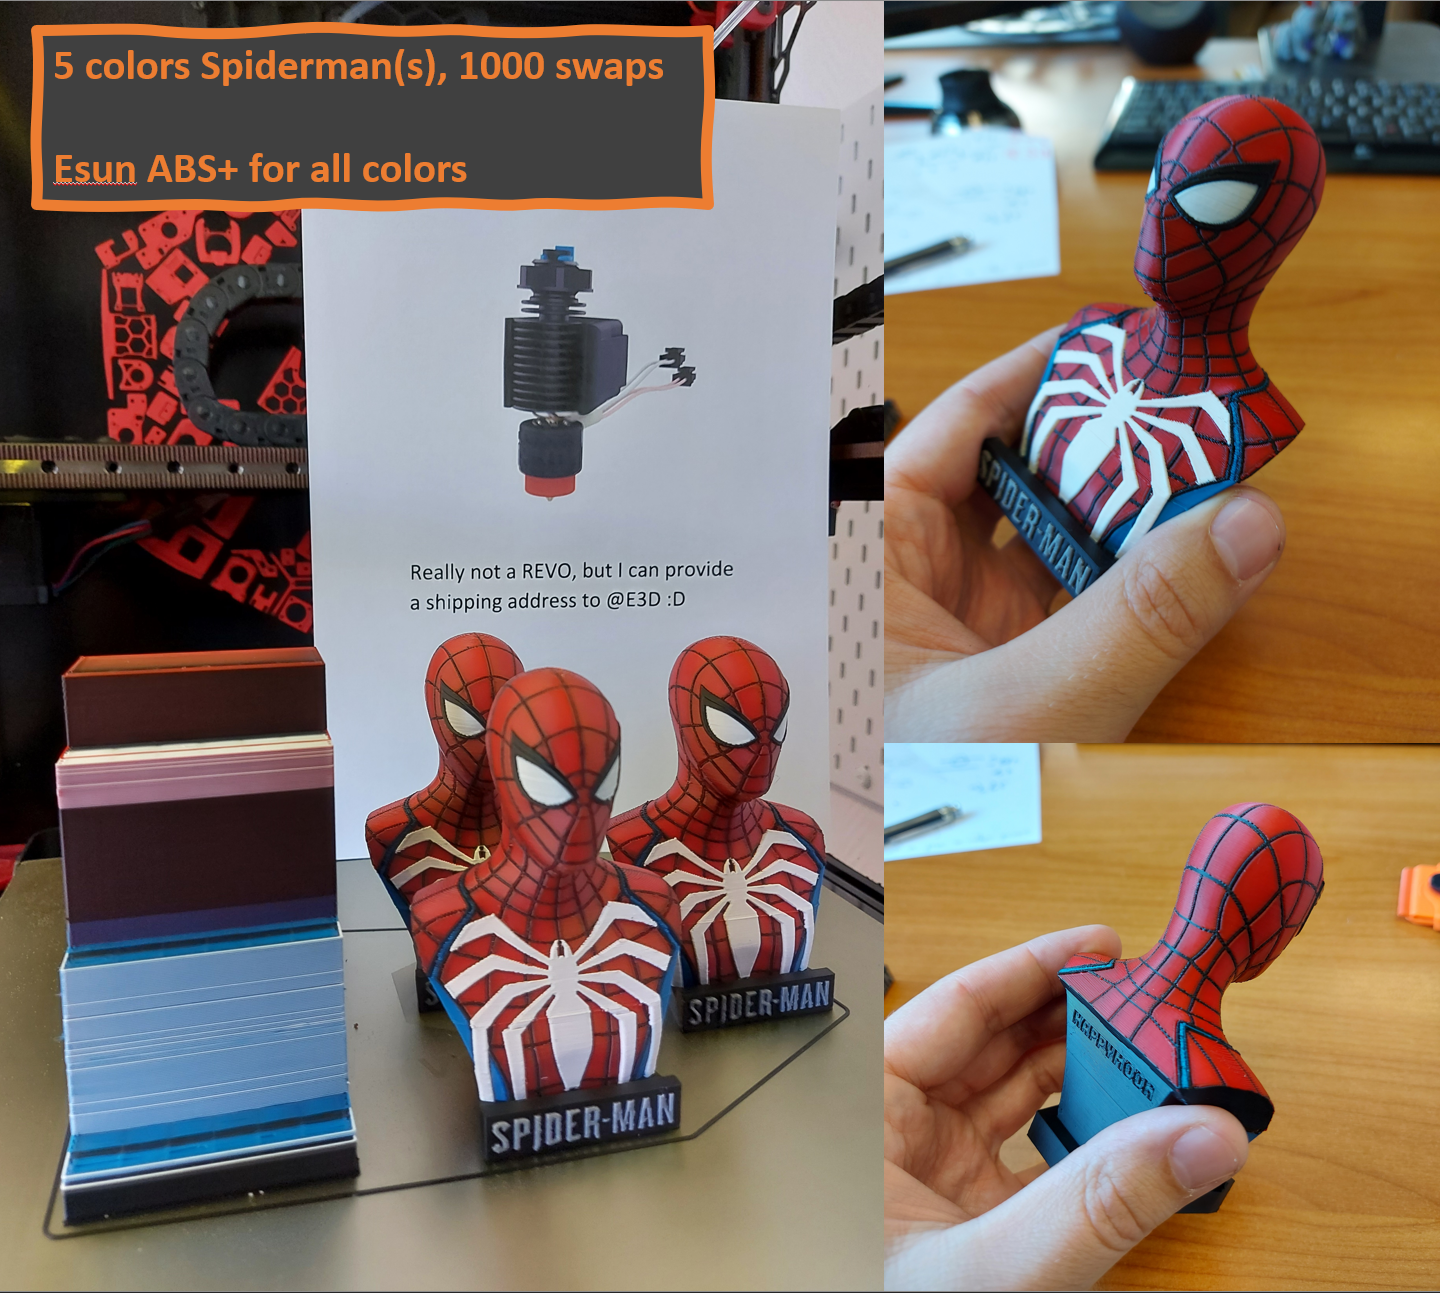 5 colors Spiderman(s), 1000 swaps
Esun ABS+ for all colors
Really not a REVO, but I can provide
a shipping address to @E3D :D
SPIDER-MAN
SPIDER-MAN
SPIDER-MAN
HAPPYMOON